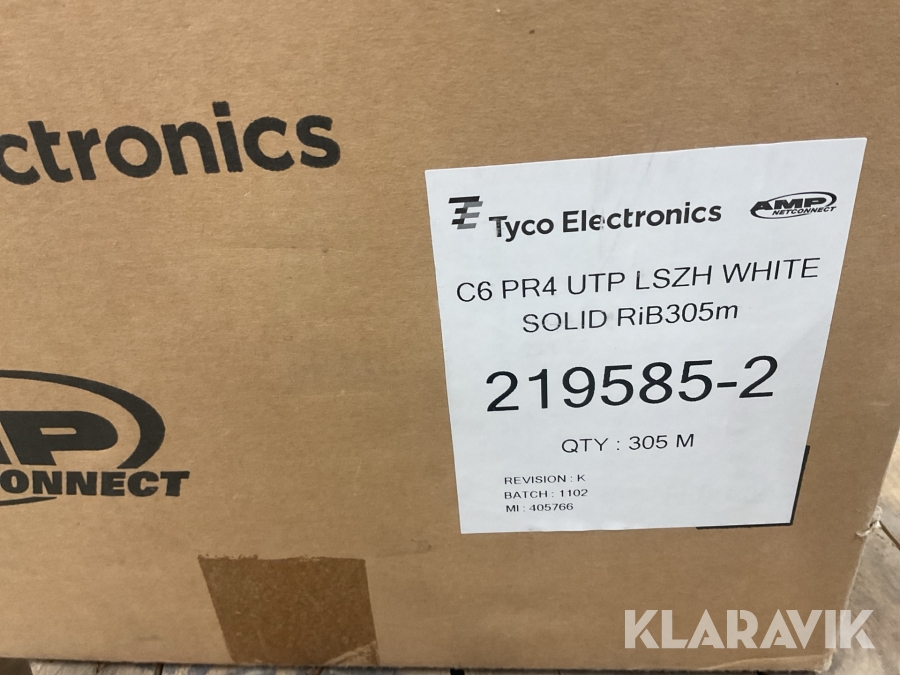 ctronics
Tyco Electronics
AMP
NETCONNECT
C6 PR4 UTP LSZH WHITE
SOLID RiB305m
219585-2
QTY : 305 M
REVISION : K
BATCH : 1102
MI : 405766
MP
ONNECT
KLARAVIK